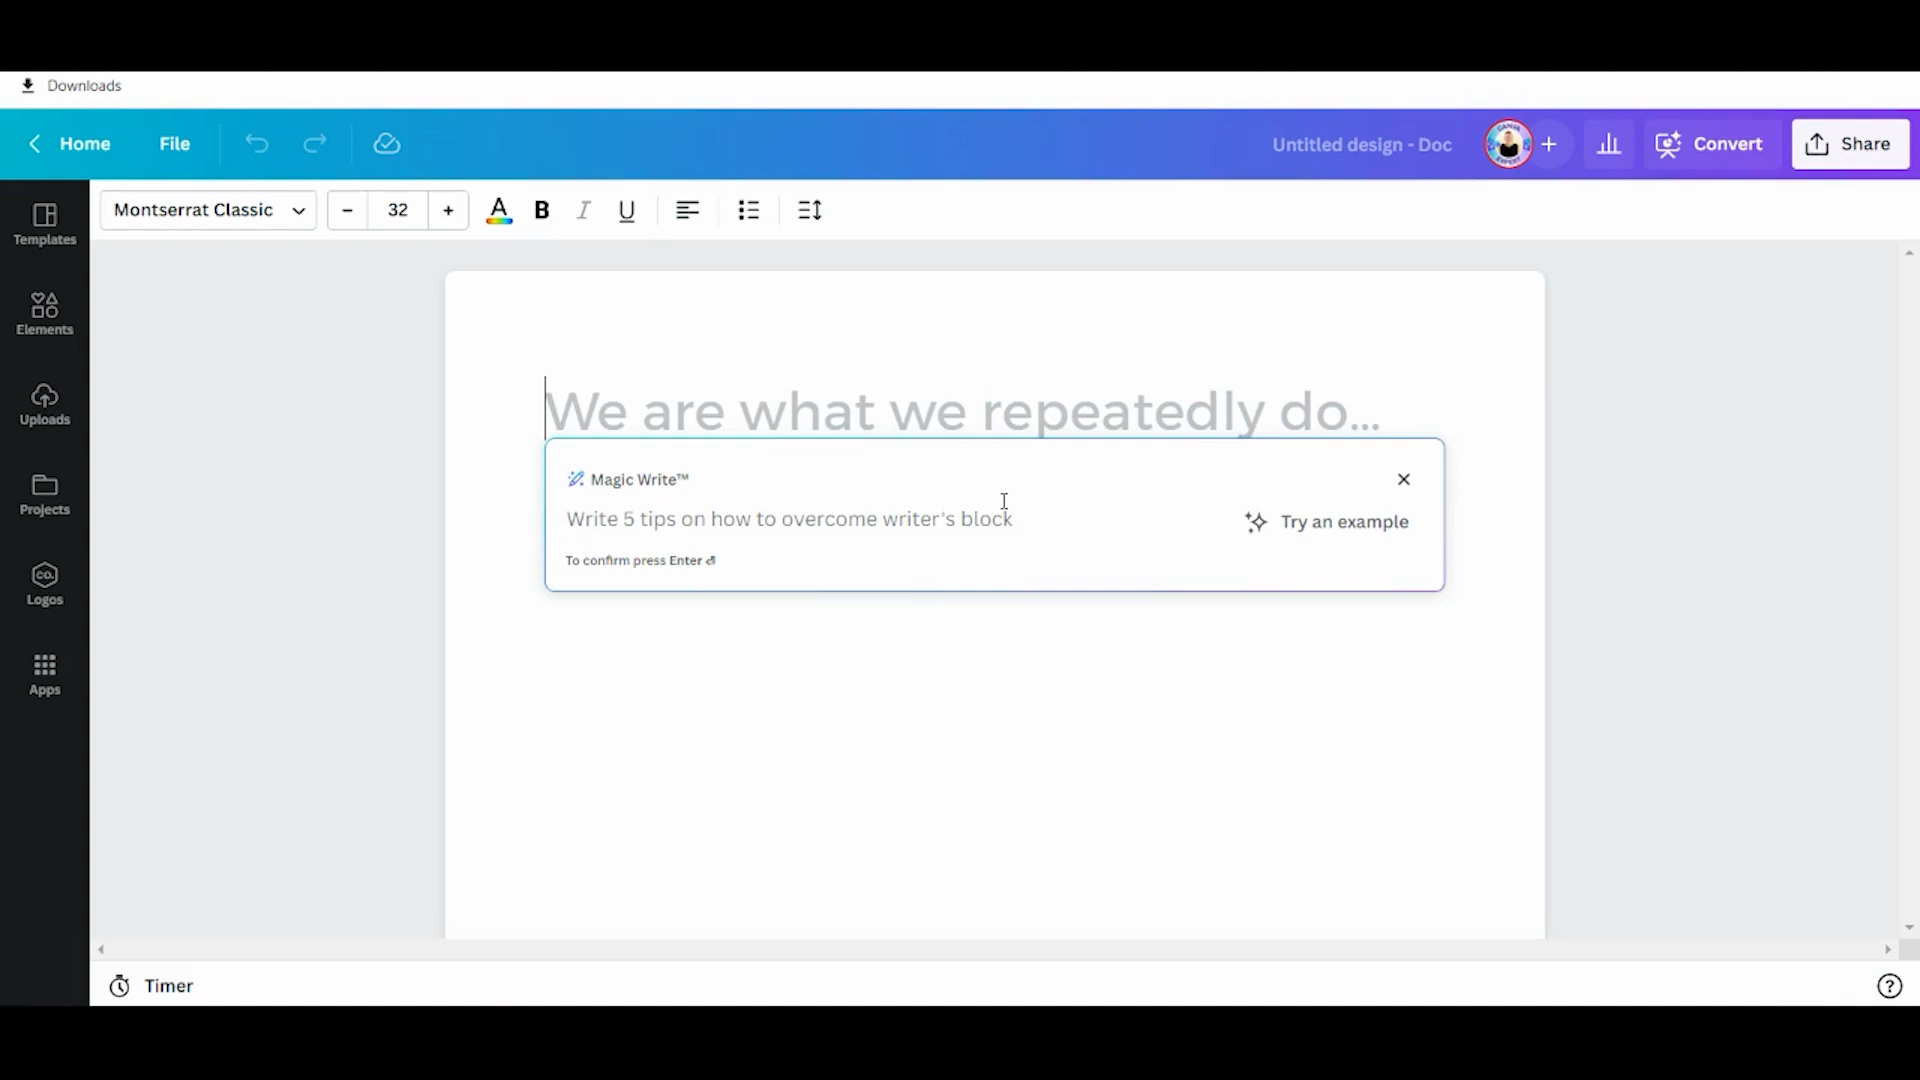 Downloads
Home File Untitled design - Doc + Convert Share
Montserrat Classic - 32 + A B I U
Templates
Elements
Uploads
Projects
co.
Logos
Apps
We are what we repeatedly do...
Magic Write™
Write 5 tips on how to overcome writer's block
Try an example
To confirm press Enter ⏎
Timer
?